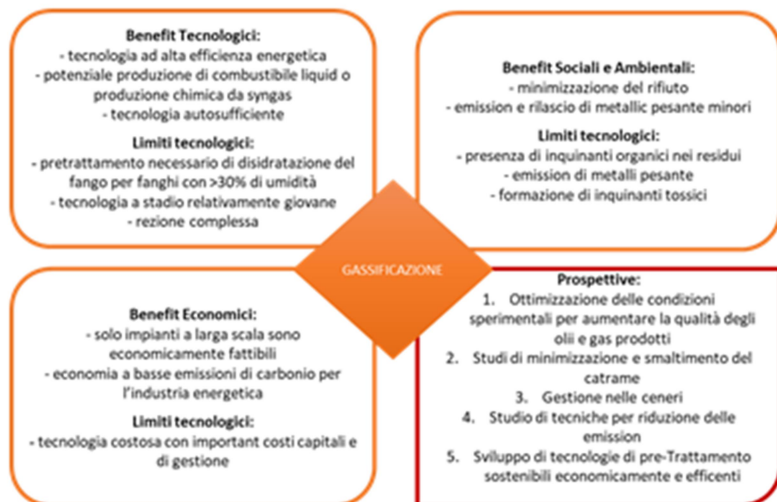 Benefit Tecnologici:
- tecnologia ad alta efficienza energetica
- potenziale produzione di combustibile liquid o
produzione chimica da syngas
- tecnologia autosufficiente
Limiti tecnologici:
- pretrattamento necessario di disidratazione del
fango per fanghi con >30% di umidità
- tecnologia a stadio relativamente giovane
- rezione complessa
Benefit Sociali e Ambientali:
- minimizzazione del rifiuto
- emission e rilascio di metallic pesante minori
Limiti tecnologici:
- presenza di inquinanti organici nei residui
- emission di metalli pesante
- formazione di inquinanti tossici
GASSIFICAZIONE
Benefit Economici:
- solo impianti a larga scala sono
economicamente fattibili
- economia a basse emissioni di carbonio per
l'industria energetica
Limiti tecnologici:
- tecnologia costosa con important costi capitali e
di gestione
Prospettive:
1. Ottimizzazione delle condizioni
sperimentali per aumentare la qualità degli
olii e gas prodotti
2. Studi di minimizzazione e smaltimento del
catrame
3. Gestione nelle ceneri
4. Studio di tecniche per riduzione delle
emission
5. Sviluppo di tecnologie di pre-Trattamento
sostenibili economicamente e efficenti